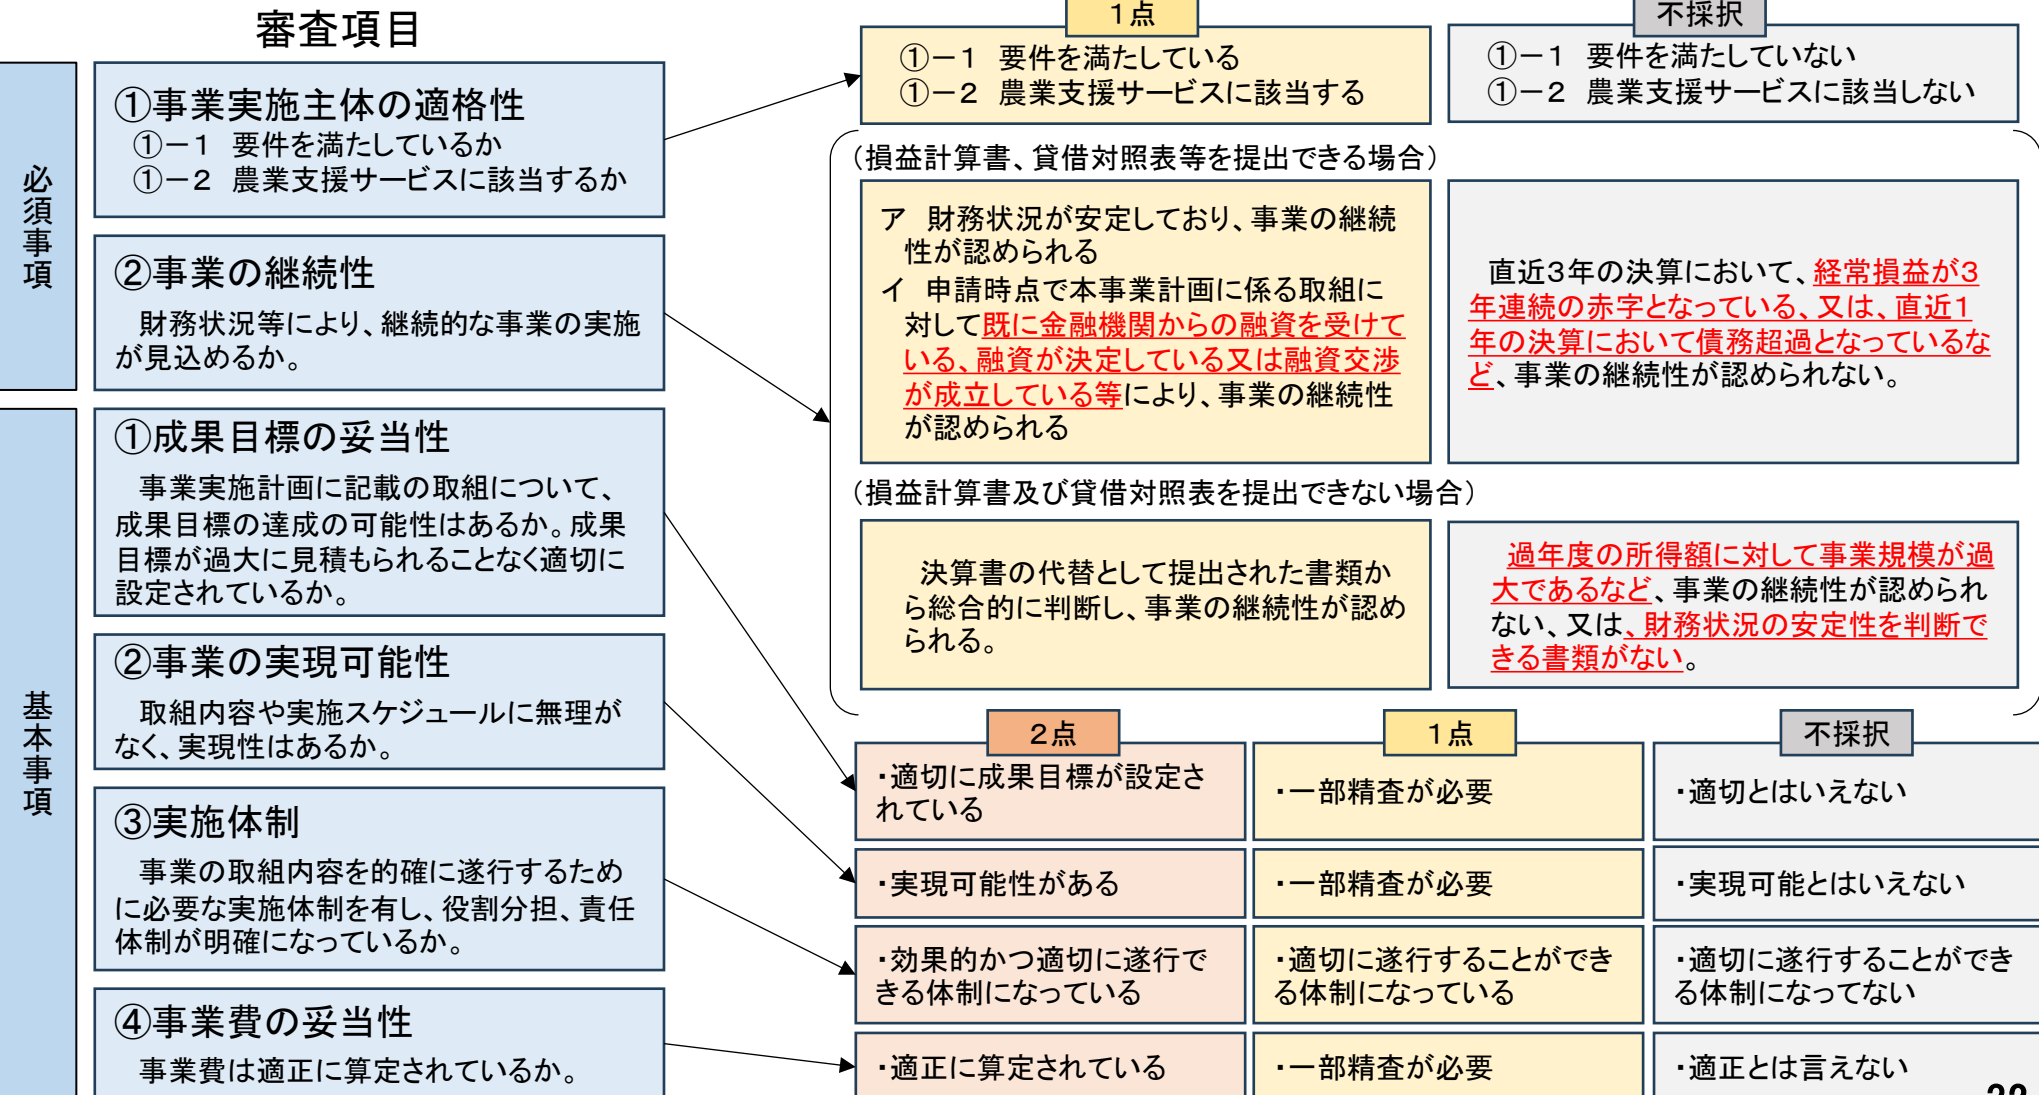 審査項目
必須事項
①事業実施主体の適格性
①－１　要件を満たしているか
①－２　農業支援サービスに該当するか
②事業の継続性
財務状況等により、継続的な事業の実施
が見込めるか。
基本事項
①成果目標の妥当性
事業実施計画に記載の取組について、
成果目標の達成の可能性はあるか。成果
目標が過大に見積もられることなく適切に
設定されているか。
②事業の実現可能性
取組内容や実施スケジュールに無理が
なく、実現性はあるか。
③実施体制
事業の取組内容を的確に遂行するため
に必要な実施体制を有し、役割分担、責任
体制が明確になっているか。
④事業費の妥当性
事業費は適正に算定されているか。
１点
①－１　要件を満たしている
①－２　農業支援サービスに該当する
不採択
①－１　要件を満たしていない
①－２　農業支援サービスに該当しない
（損益計算書、貸借対照表等を提出できる場合）
ア　財務状況が安定しており、事業の継続
性が認められる
イ　申請時点で本事業計画に係る取組に
対して既に金融機関からの融資を受けて
いる、融資が決定している又は融資交渉
が成立している等により、事業の継続性
が認められる
直近３年の決算において、経常損益が３
年連続の赤字となっている、又は、直近１
年の決算において債務超過となっているな
ど、事業の継続性が認められない。
（損益計算書及び貸借対照表を提出できない場合）
決算書の代替として提出された書類か
ら総合的に判断し、事業の継続性が認め
られる。
過年度の所得額に対して事業規模が過
大であるなど、事業の継続性が認められ
ない、又は、財務状況の安定性を判断で
きる書類がない。
２点
１点
不採択
・適切に成果目標が設定さ
れている
・一部精査が必要
・適切とはいえない
・実現可能性がある
・一部精査が必要
・実現可能とはいえない
・効果的かつ適切に遂行で
きる体制になっている
・適切に遂行することができ
る体制になっている
・適切に遂行することができ
る体制になってない
・適正に算定されている
・一部精査が必要
・適正とは言えない